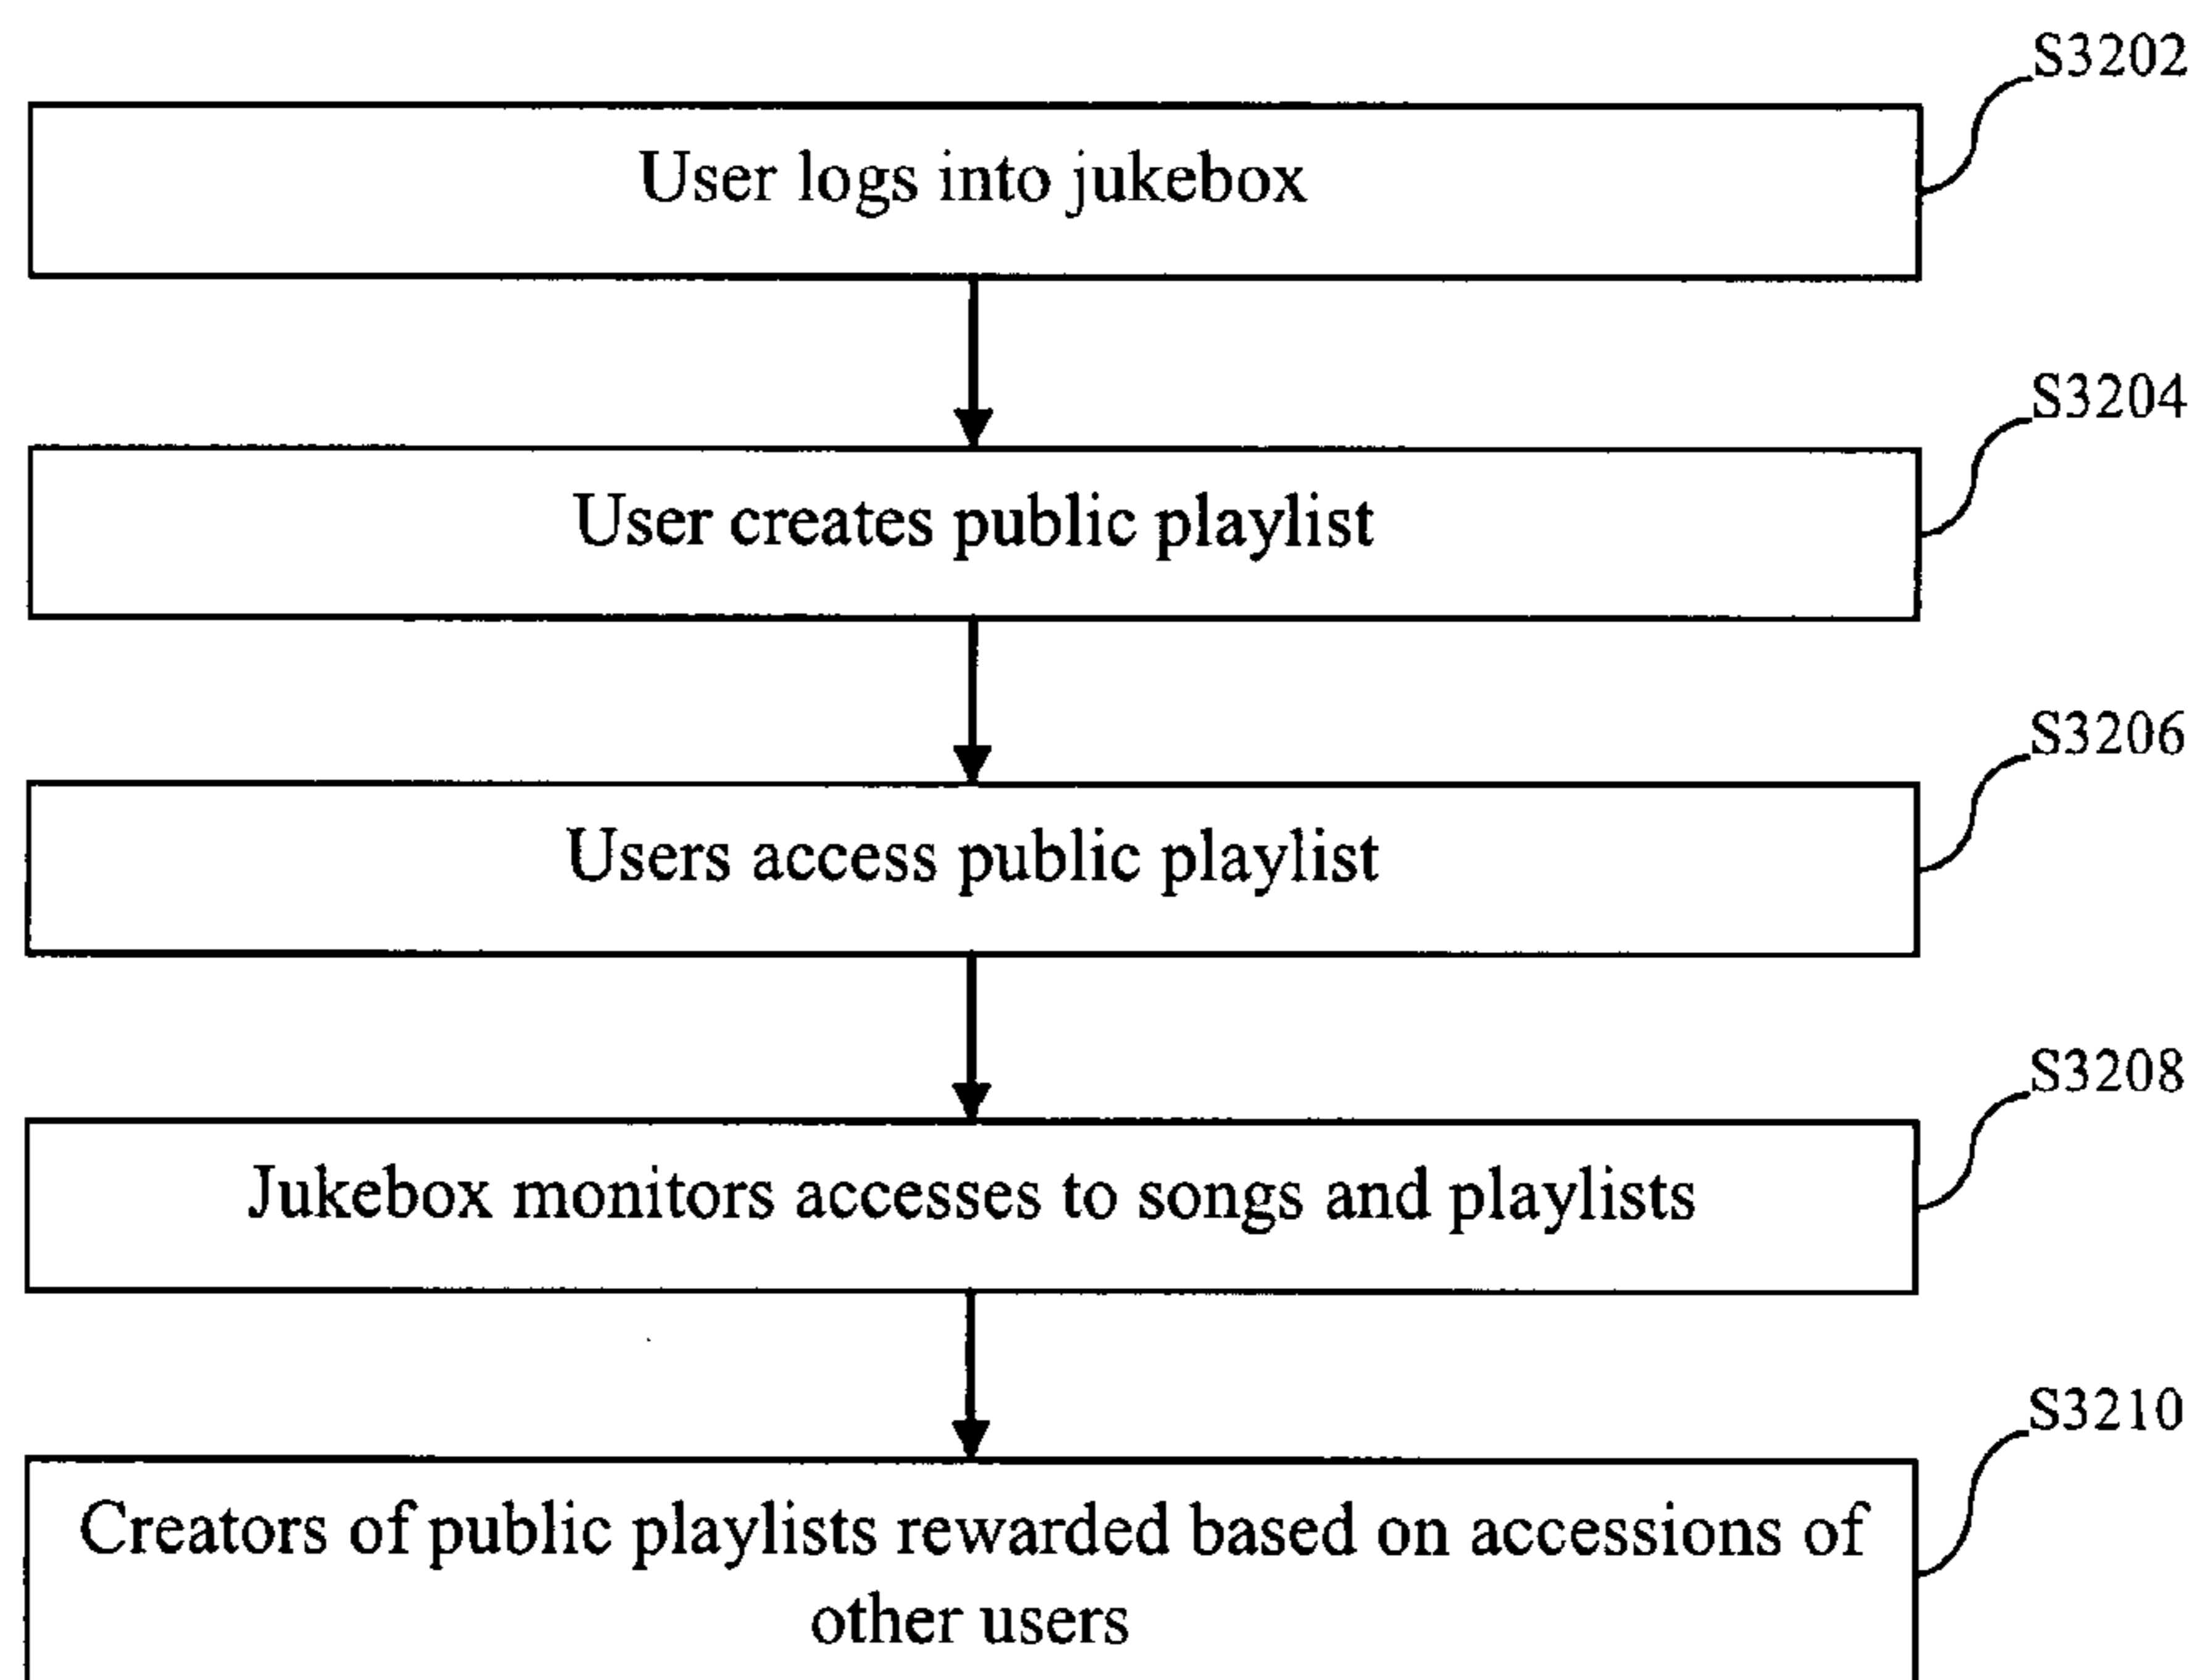 S3202
User logs into jukebox
S3204
User creates public playlist
S3206
Users access public playlist
S3208
Jukebox monitors accesses to songs and playlists
S3210
Creators of public playlists rewarded based on accessions of
other users